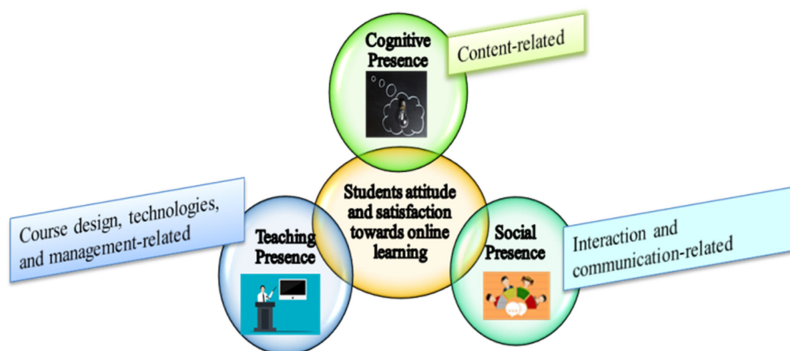 Cognitive
Presence
Content-related
Students attitude
and satisfaction
towards online
learning
Course design, technologies,
and management-related
Teaching
Presence
Social
Presence
Interaction and
communication-related